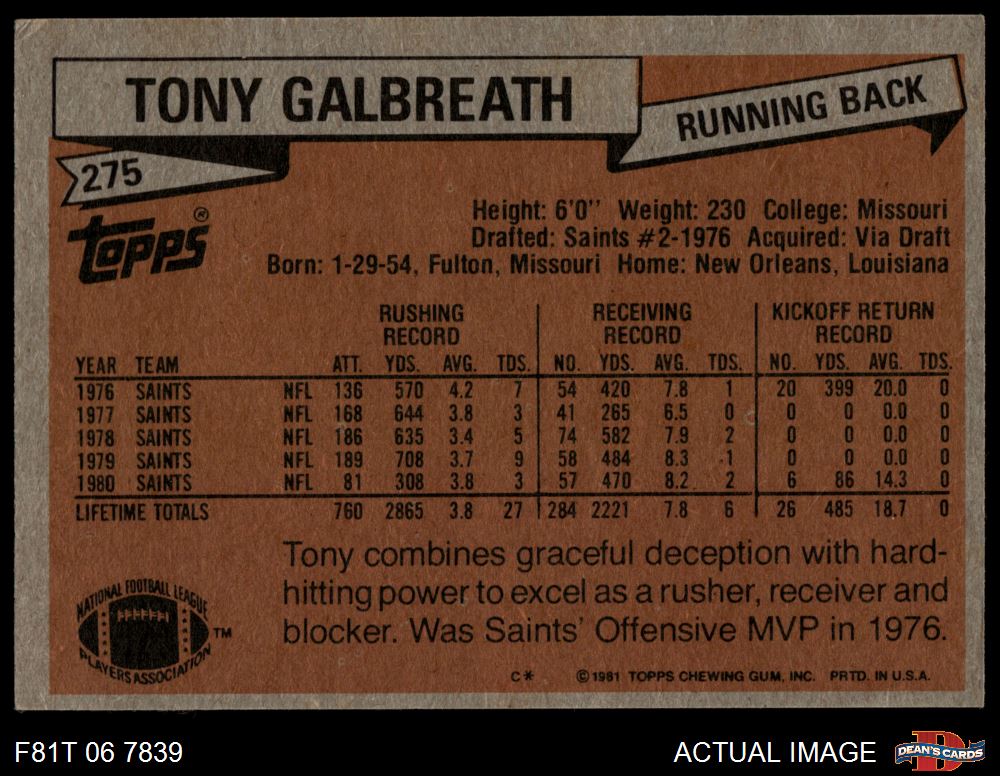 TONY GALBREATH
RUNNING BACK
275
topps®
Height: 6'0'' Weight: 230 College: Missouri
Drafted: Saints #2-1976 Acquired: Via Draft
Born: 1-29-54, Fulton, Missouri Home: New Orleans, Louisiana
RUSHING RECORD RECEIVING RECORD KICKOFF RETURN RECORD
YEAR TEAM ATT. YDS. AVG. TDS. NO. YDS. AVG. TDS. NO. YDS. AVG. TDS.
1976 SAINTS NFL 136 570 4.2 7 54 420 7.8 1 20 399 20.0 0
1977 SAINTS NFL 168 644 3.8 3 41 265 6.5 0 0 0 0.0 0
1978 SAINTS NFL 186 635 3.4 5 74 582 7.9 2 0 0 0.0 0
1979 SAINTS NFL 189 708 3.7 9 58 484 8.3 1 0 0 0.0 0
1980 SAINTS NFL 81 308 3.8 3 57 470 8.2 2 6 86 14.3 0
LIFETIME TOTALS 760 2865 3.8 27 284 2221 7.8 6 26 485 18.7 0
Tony combines graceful deception with hard-
hitting power to excel as a rusher, receiver and
blocker. Was Saints' Offensive MVP in 1976.
NATIONAL FOOTBALL LEAGUE
PLAYERS ASSOCIATION
TM
C* ©1981 TOPPS CHEWING GUM, INC. PRTD. IN U.S.A.
F81T 06 7839
ACTUAL IMAGE
D
DEAN'S CARDS